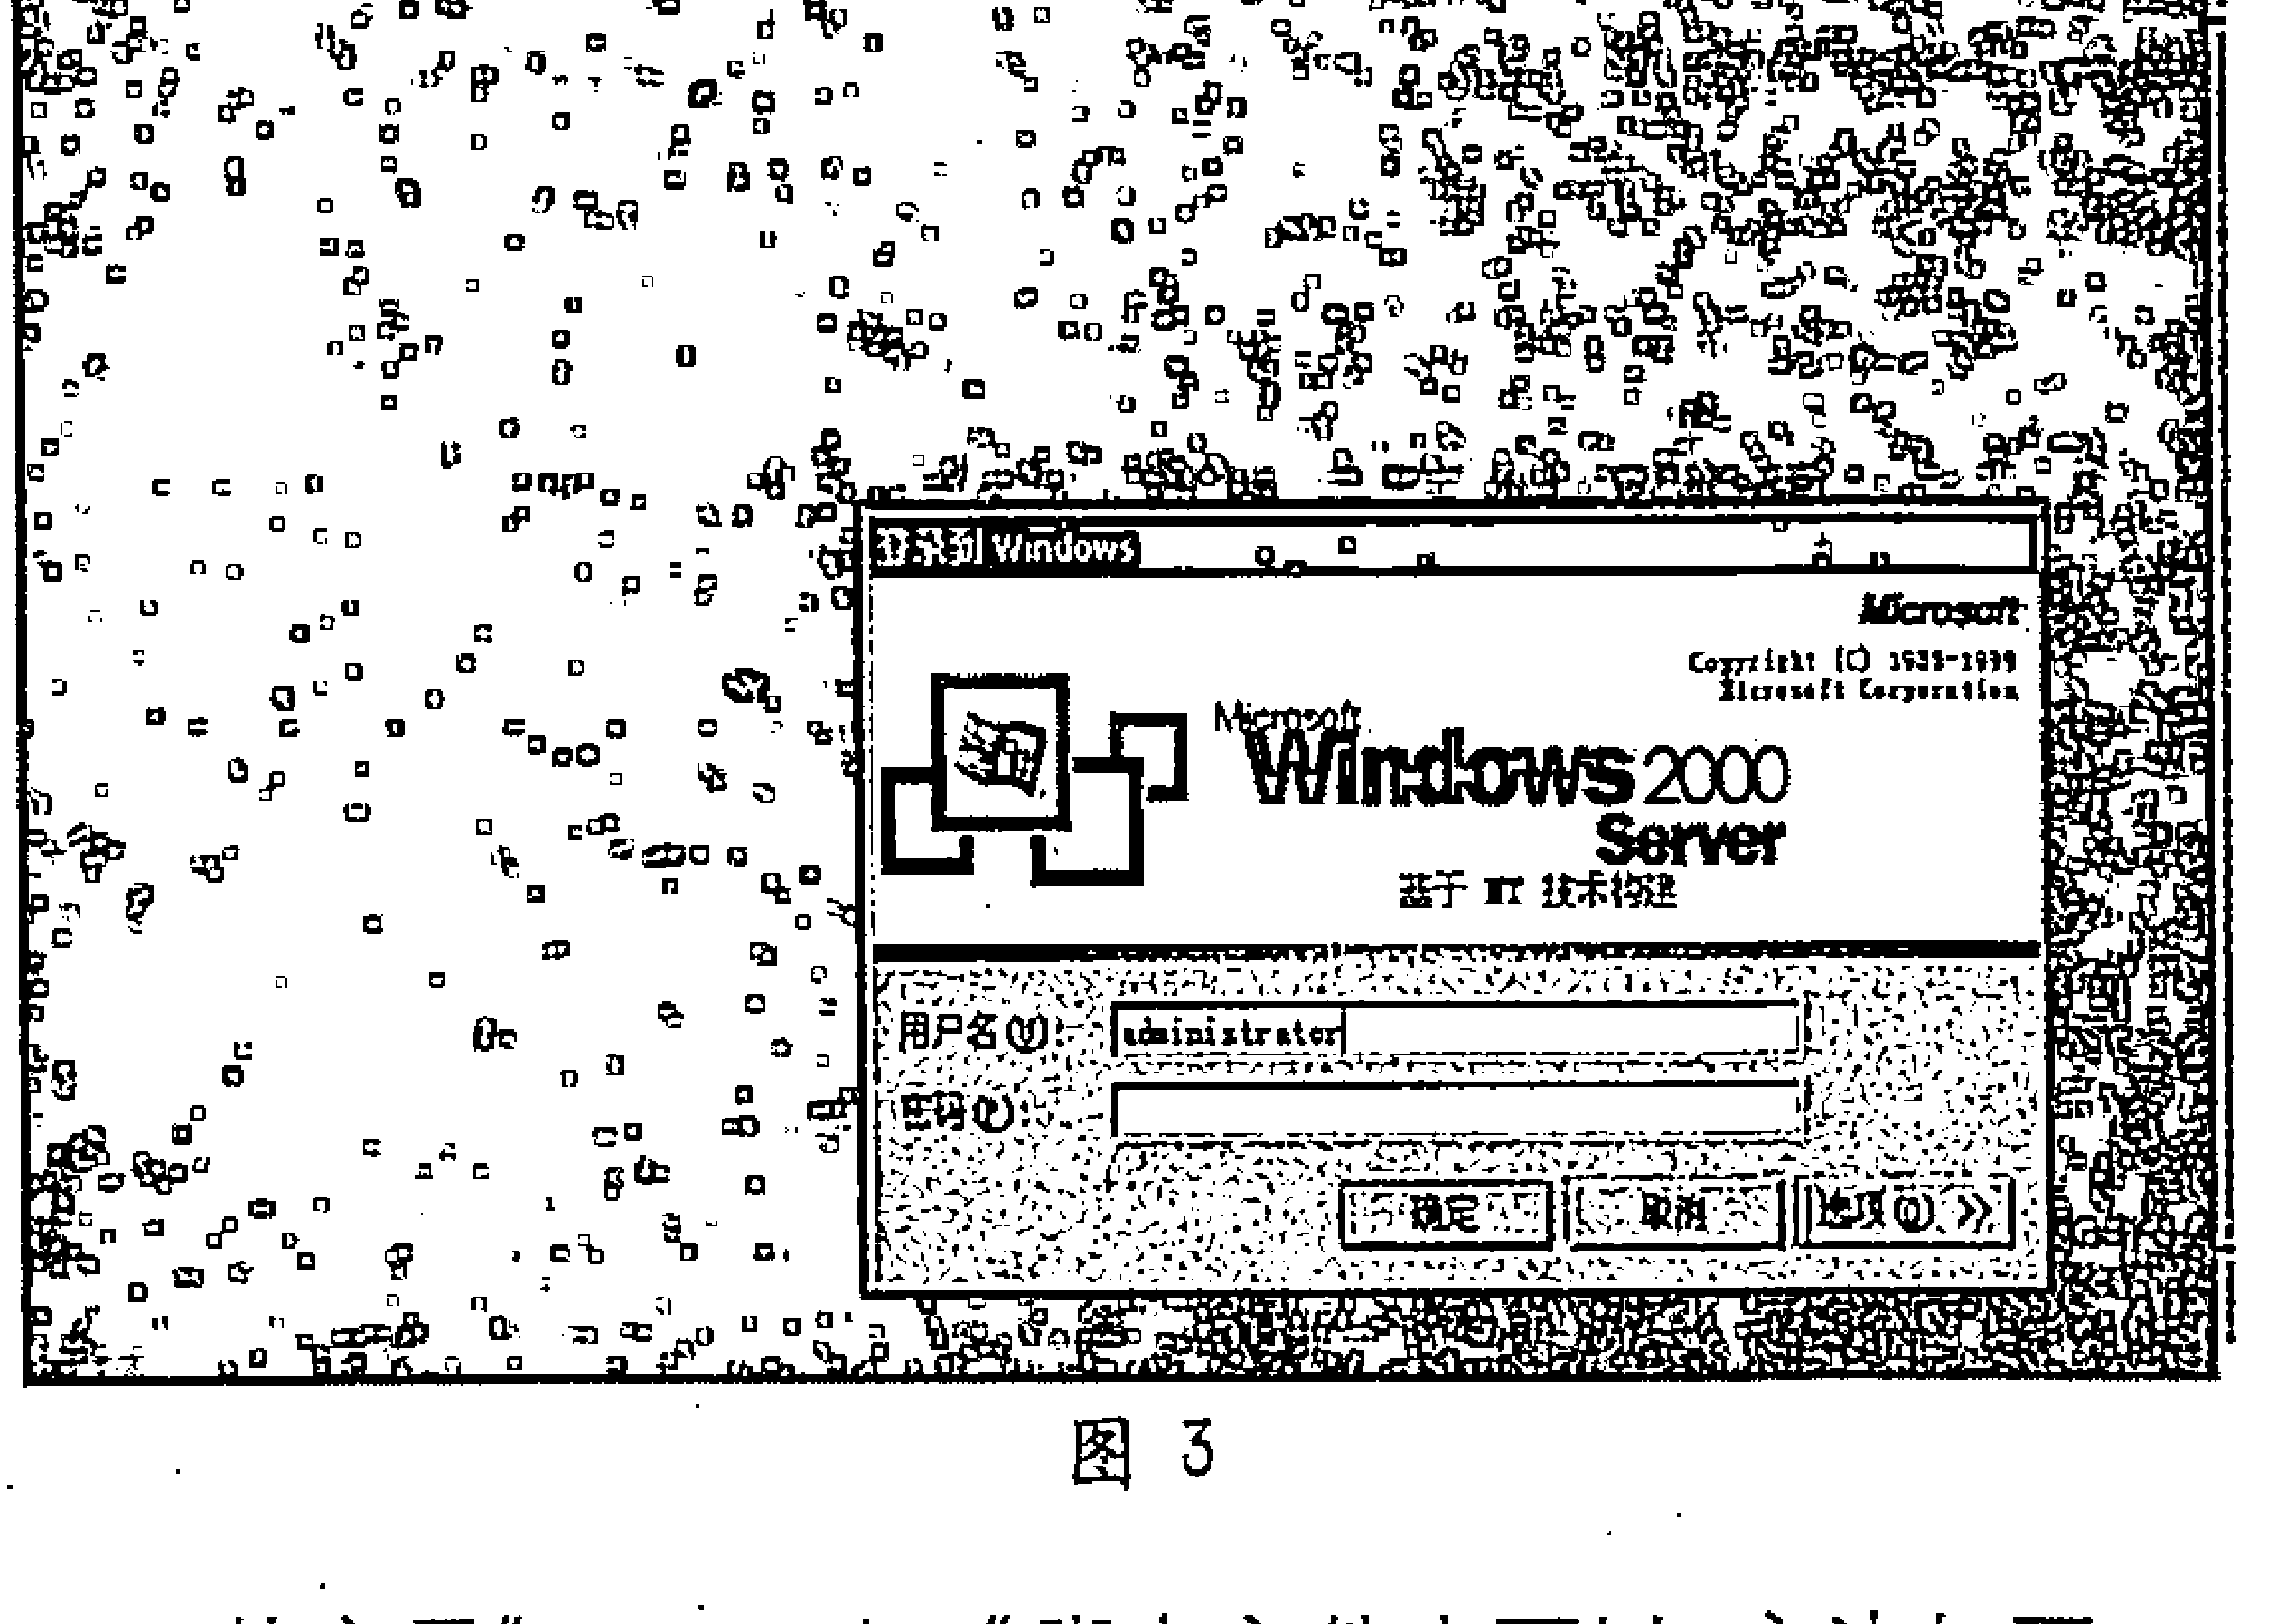 登录到 Windows
Microsoft
Copyright (C) 1985-1999
Microsoft Corporation
Microsoft
Windows 2000
Server
基于 NT 技术构建
用户名(U):
administrator
密码(P):
确定 取消 选项(O) >>
图 3